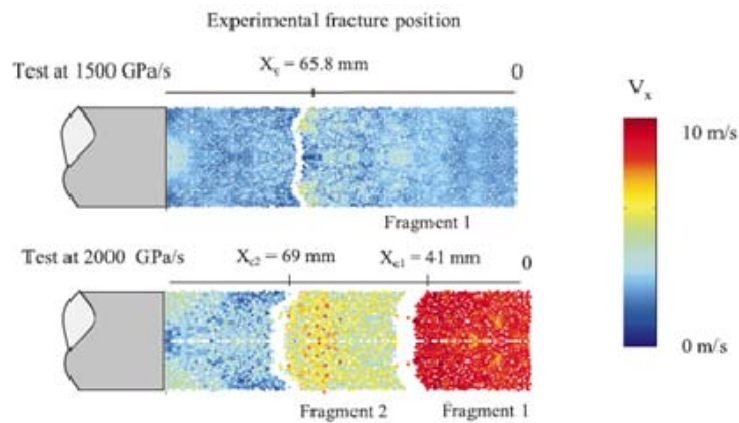 Experimental fracture position
Test at 1500 GPa/s
Xc = 65.8 mm
0
Vx
10 m/s
0 m/s
Fragment 1
Test at 2000 GPa/s
Xc2 = 69 mm
Xc1 = 41 mm
0
Fragment 2
Fragment 1